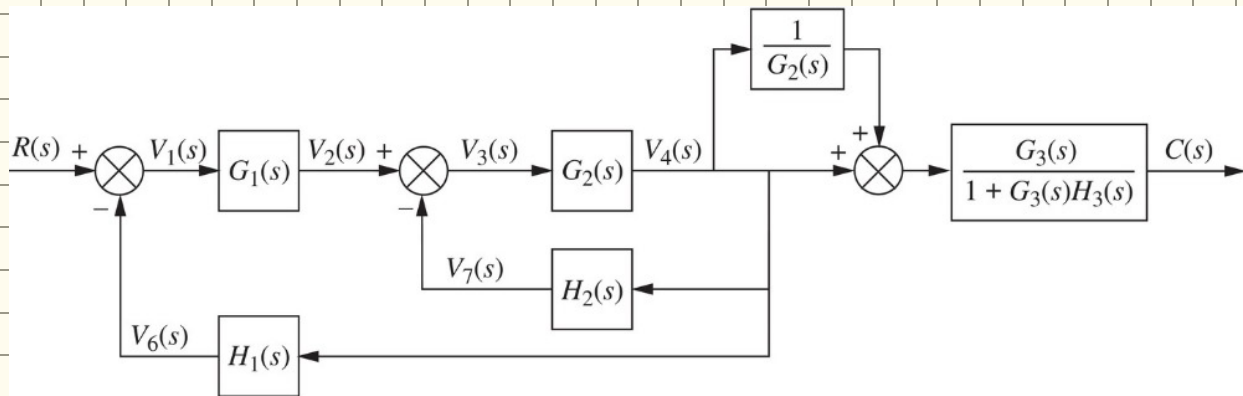 1
G₂(s)
R(s) + V₁(s) G₁(s) V₂(s) + V₃(s) G₂(s) V₄(s) + + G₃(s) C(s)
1 + G₃(s)H₃(s)
− −
V₇(s) H₂(s)
V₆(s) H₁(s)